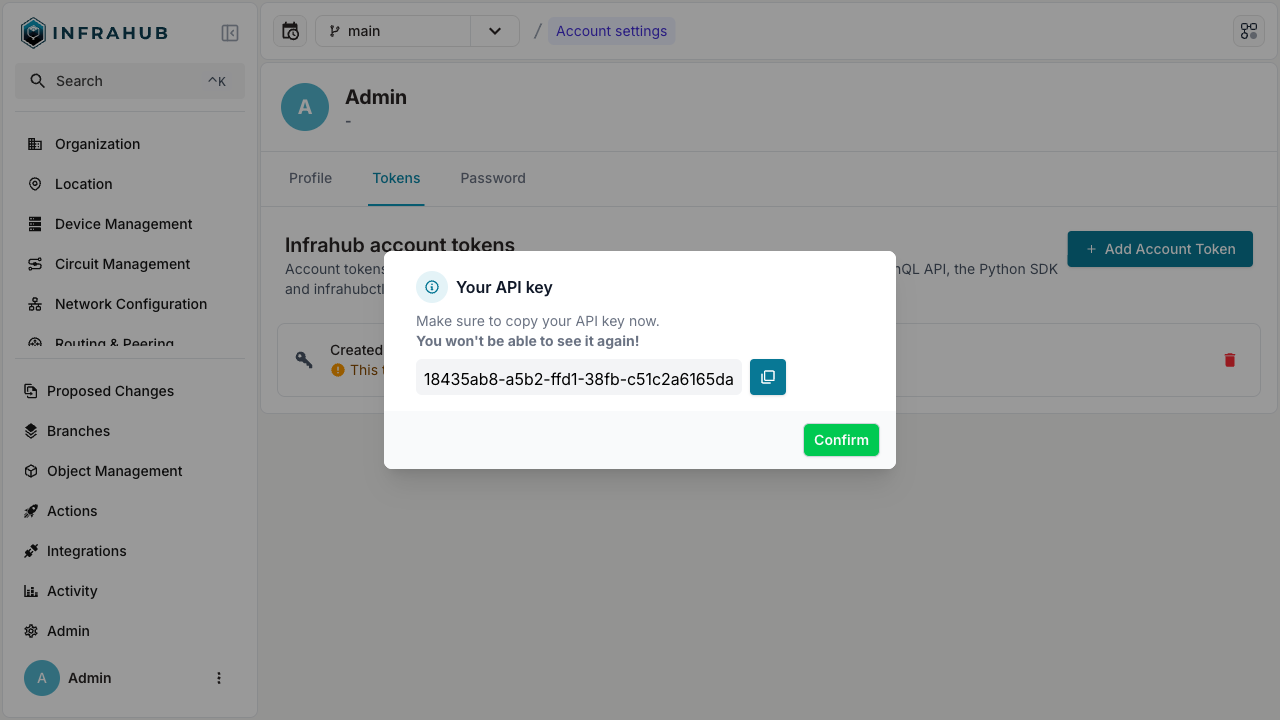 INFRAHUB
main
/
Account settings
Search
^K
A
Admin
-
Organization
Location
Device Management
Circuit Management
Network Configuration
Routing & Peering
Profile
Tokens
Password
Infrahub account tokens
Add Account Token
Account tokens
QL API, the Python SDK
and infrahubctl
Created
This
Your API key
Make sure to copy your API key now.
You won't be able to see it again!
18435ab8-a5b2-ffd1-38fb-c51c2a6165da
Confirm
Proposed Changes
Branches
Object Management
Actions
Integrations
Activity
Admin
A
Admin